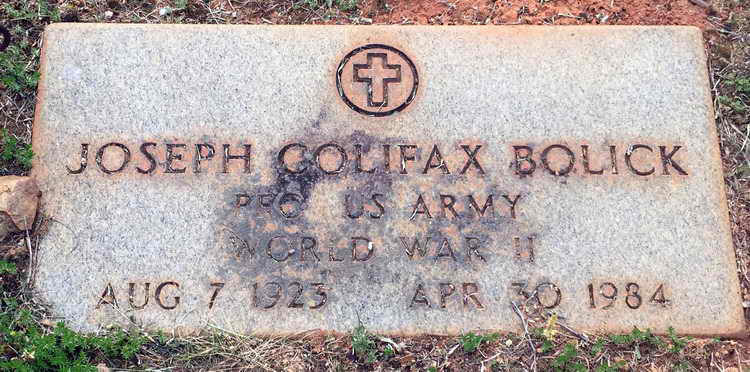 JOSEPH COLIFAX BOLICK
PFC US ARMY
WORLD WAR II
AUG 7 1923 APR 30 1984